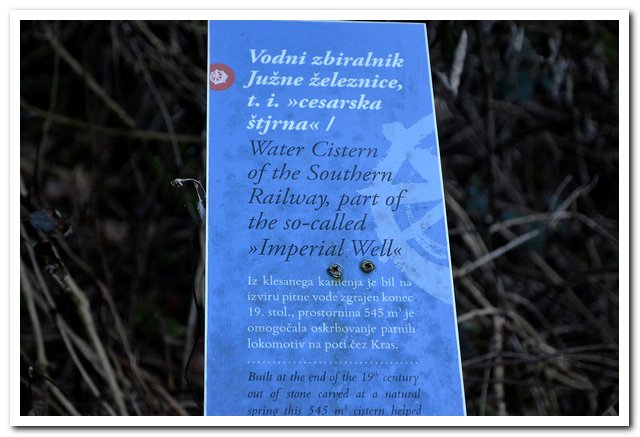 Vodni zbiralnik
Južne železnice,
t. i. »cesarska
štjrna« /
Water Cistern
of the Southern
Railway, part of
the so-called
»Imperial Well«
Iz klesanega kamenja je bil na
izviru pitne vode zgrajen konec
19. stol., prostornina 545 m³ je
omogočala oskrbovanje parnih
lokomotiv na poti čez Kras.
Built at the end of the 19th century
out of stone carved at a natural
spring this 545 m³ cistern helped